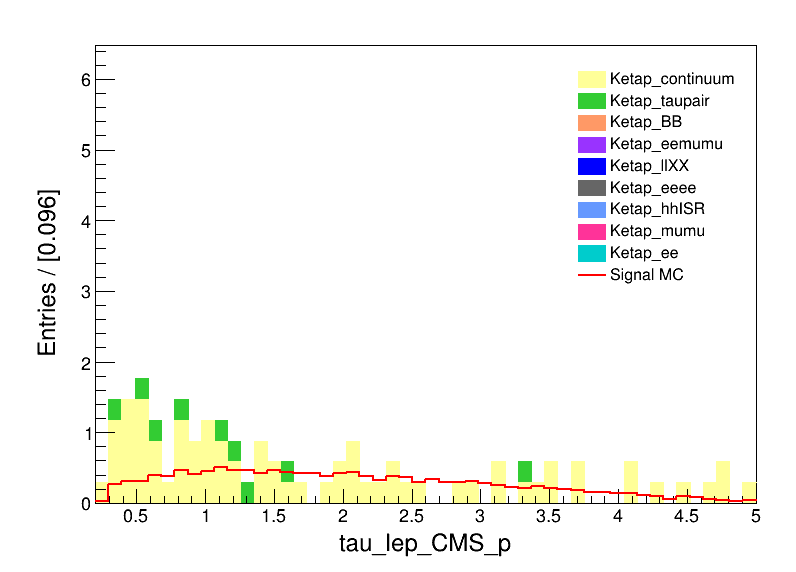 Entries / [0.096]
6
5
4
3
2
1
0
Ketap_continuum
Ketap_taupair
Ketap_BB
Ketap_eemumu
Ketap_llXX
Ketap_eeee
Ketap_hhISR
Ketap_mumu
Ketap_ee
Signal MC
0.5 1 1.5 2 2.5 3 3.5 4 4.5 5
tau_lep_CMS_p